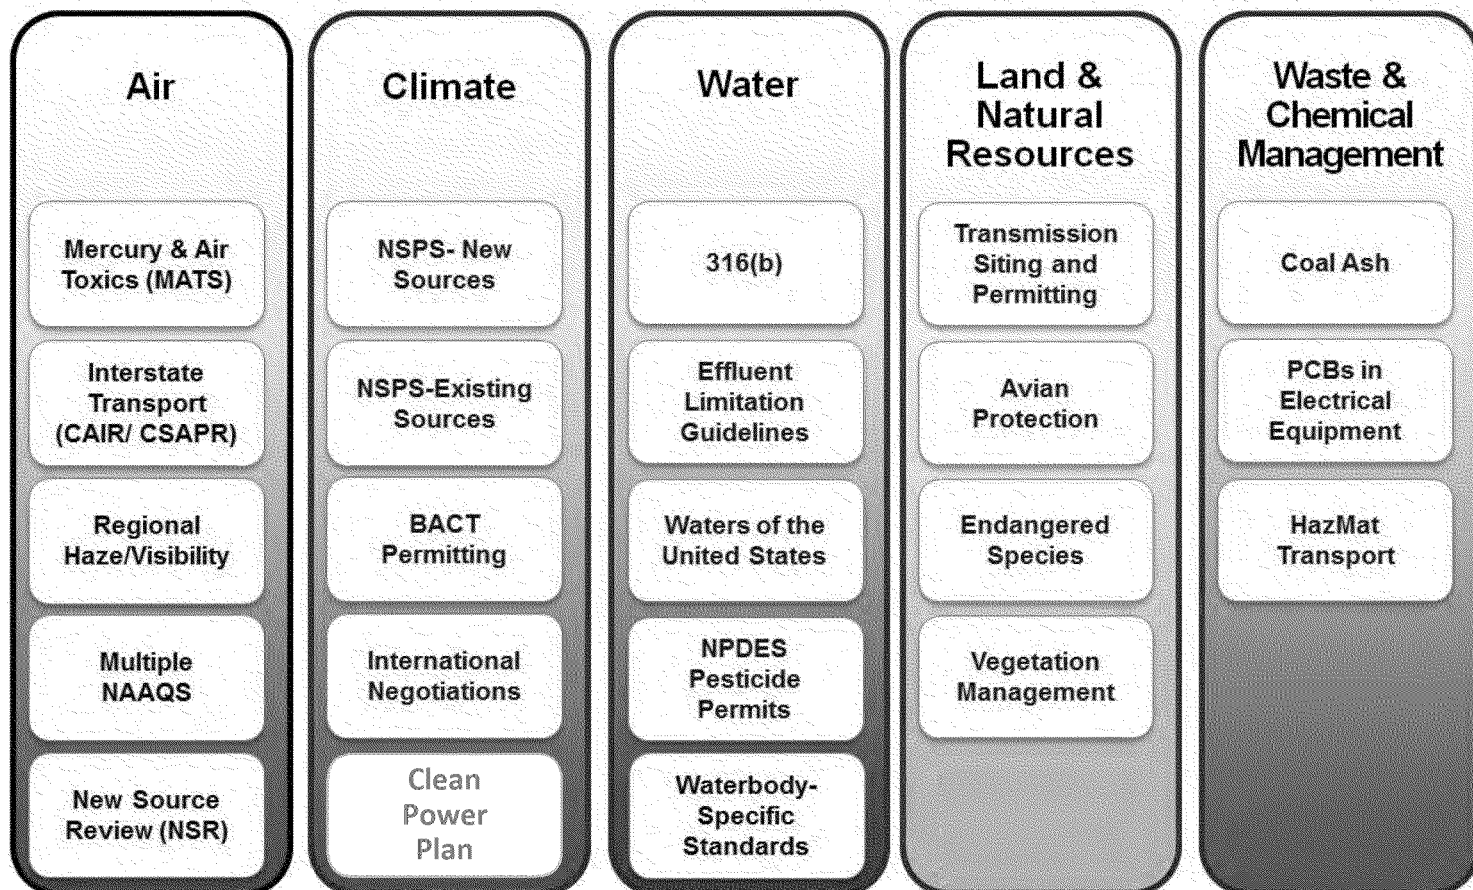 Air
Mercury & Air
Toxics (MATS)
Interstate
Transport
(CAIR/ CSAPR)
Regional
Haze/Visibility
Multiple
NAAQS
New Source
Review (NSR)
Climate
NSPS- New
Sources
NSPS-Existing
Sources
BACT
Permitting
International
Negotiations
Clean
Power
Plan
Water
316(b)
Effluent
Limitation
Guidelines
Waters of the
United States
NPDES
Pesticide
Permits
Waterbody-
Specific
Standards
Land &
Natural
Resources
Transmission
Siting and
Permitting
Avian
Protection
Endangered
Species
Vegetation
Management
Waste &
Chemical
Management
Coal Ash
PCBs in
Electrical
Equipment
HazMat
Transport